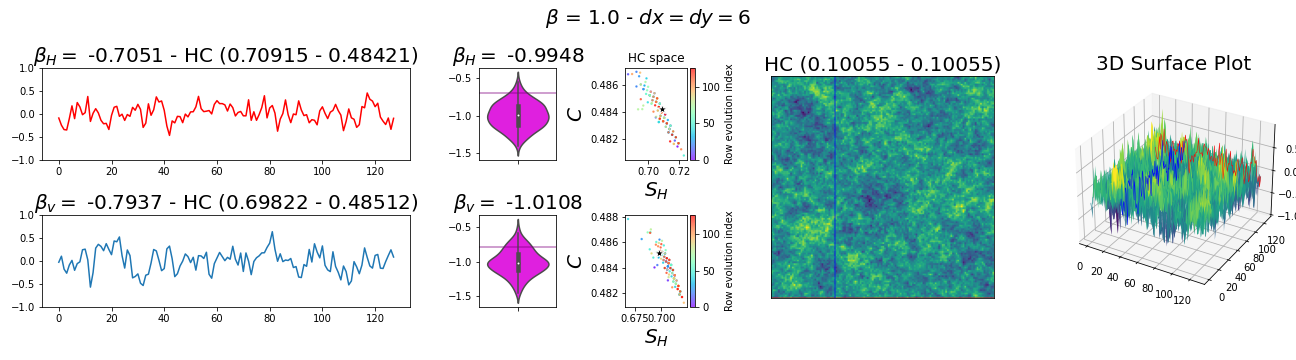 β = 1.0 - dx = dy = 6
β_H = -0.7051 - HC (0.70915 - 0.48421)
1.0
0.5
0.0
−0.5
−1.0
0 20 40 60 80 100 120
β_H = -0.9948
−0.5
−1.0
−1.5
HC space
C
0.486
0.484
0.482
0.70 0.72
S_H
100
50
0
Row evolution index
β_v = -0.7937 - HC (0.69822 - 0.48512)
1.0
0.5
0.0
−0.5
−1.0
0 20 40 60 80 100 120
β_v = -1.0108
−0.5
−1.0
−1.5
C
0.488
0.486
0.484
0.482
0.675 0.700
S_H
100
50
0
Row evolution index
HC (0.10055 - 0.10055)
3D Surface Plot
0.5
0.0
−0.5
−1.0
0 20 40 60 80 100 120
0 20 40 60 80 100 120